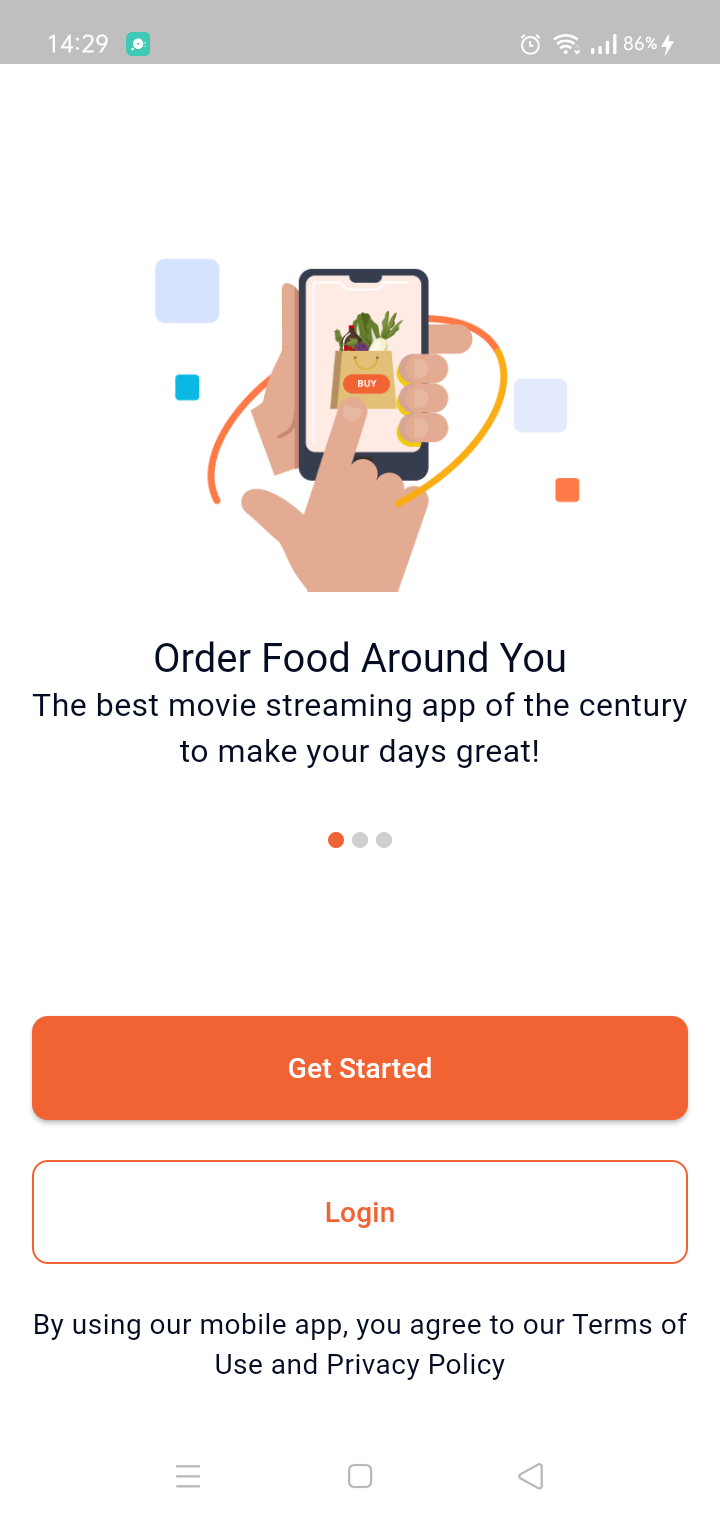 14:29
86%
BUY
Order Food Around You
The best movie streaming app of the century
to make your days great!
Get Started
Login
By using our mobile app, you agree to our Terms of
Use and Privacy Policy